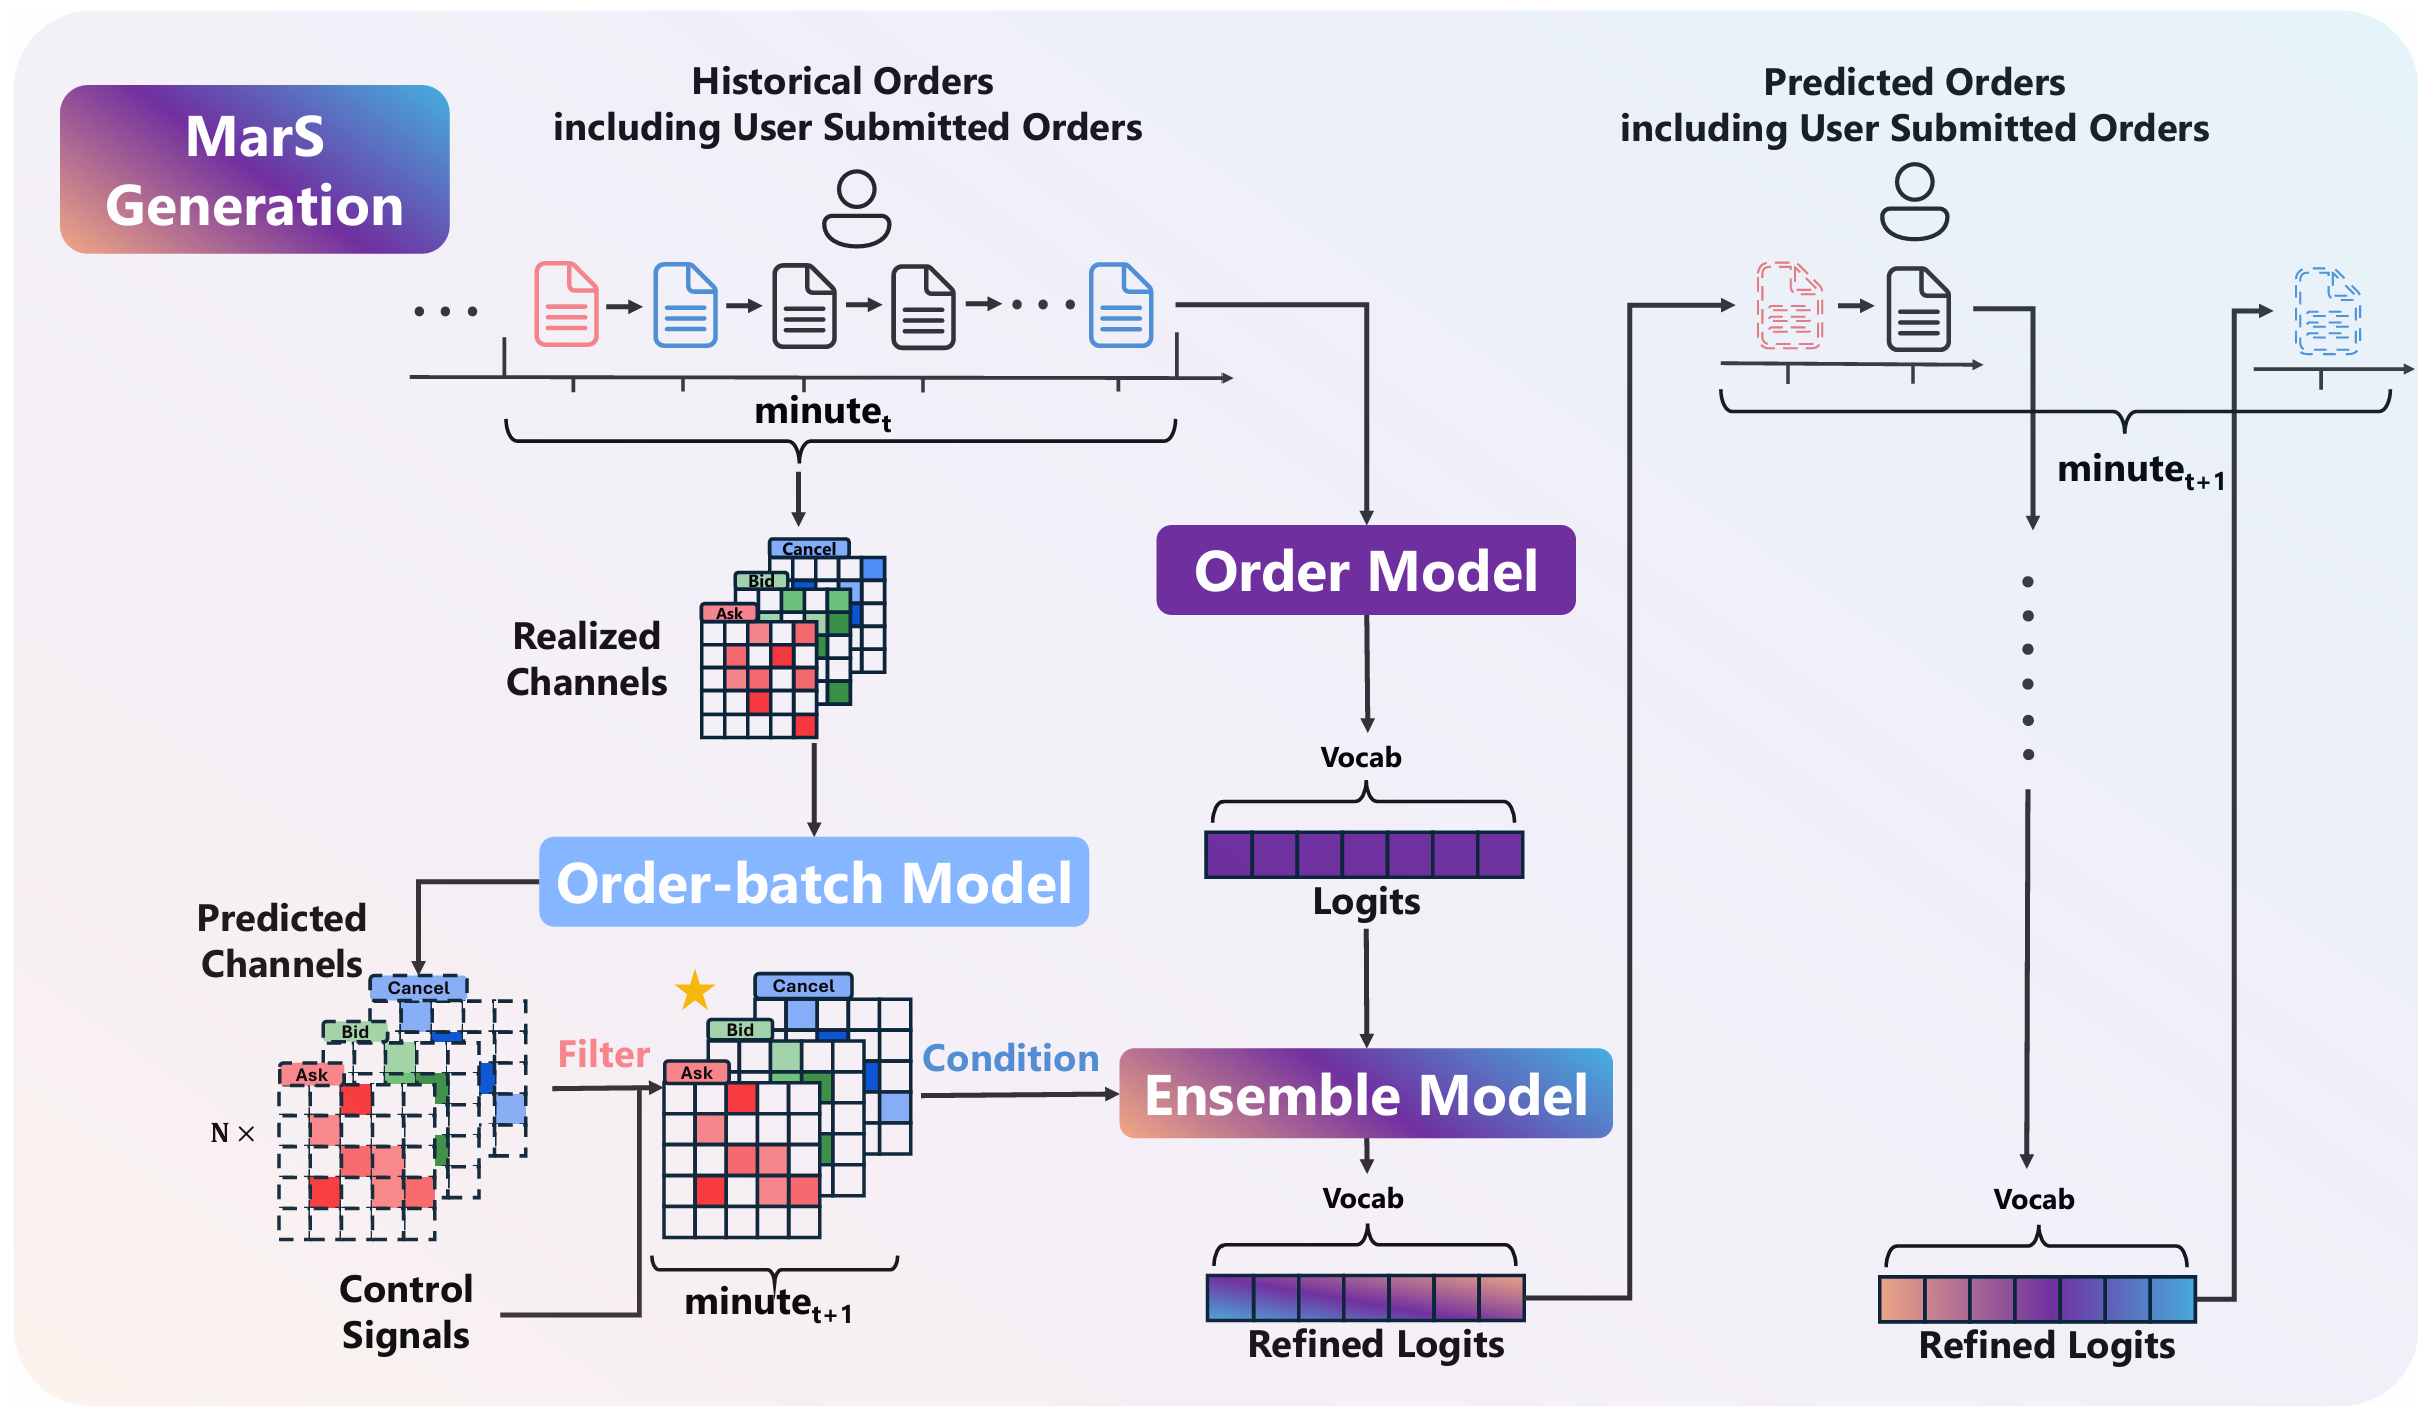 MarS
Generation
Historical Orders
including User Submitted Orders
Predicted Orders
including User Submitted Orders
minute t
minute t+1
Cancel
Bid
Ask
Realized
Channels
Order Model
Vocab
Logits
Order-batch Model
Predicted
Channels
Cancel
Bid
Ask
N ×
Filter
Cancel
Bid
Ask
Condition
Ensemble Model
Control
Signals
minute t+1
Vocab
Refined Logits
Vocab
Refined Logits